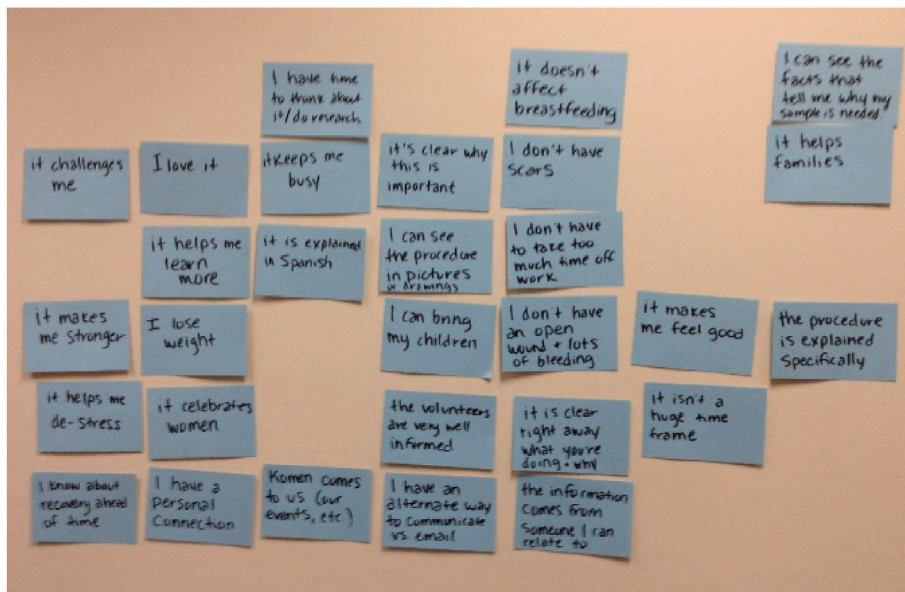 I have time
to think about
it/do research
it doesn't
affect
breastfeeding
I can see the
facts that
tell me why my
sample is needed.
it challenges
me
I love it
it keeps me
busy
it's clear why
this is
important
I don't have
scars
it helps
families
it helps me
learn
more
it is explained
in Spanish
I can see
the procedure
in pictures
or drawings
I don't have
to take too
much time off
work
it makes
me stronger
I lose
weight
I can bring
my children
I don't have
an open
wound + lots
of bleeding
it makes
me feel good
the procedure
is explained
specifically
it helps me
de-stress
it celebrates
women
the volunteers
are very well
informed
it is clear
right away
what you're
doing + why
it isn't a
huge time
frame
I know about
recovery ahead
of time
I have a
personal
connection
Komen comes
to us (our
events, etc.)
I have an
alternate way
to communicate
vs email
the information
comes from
someone I can
relate to